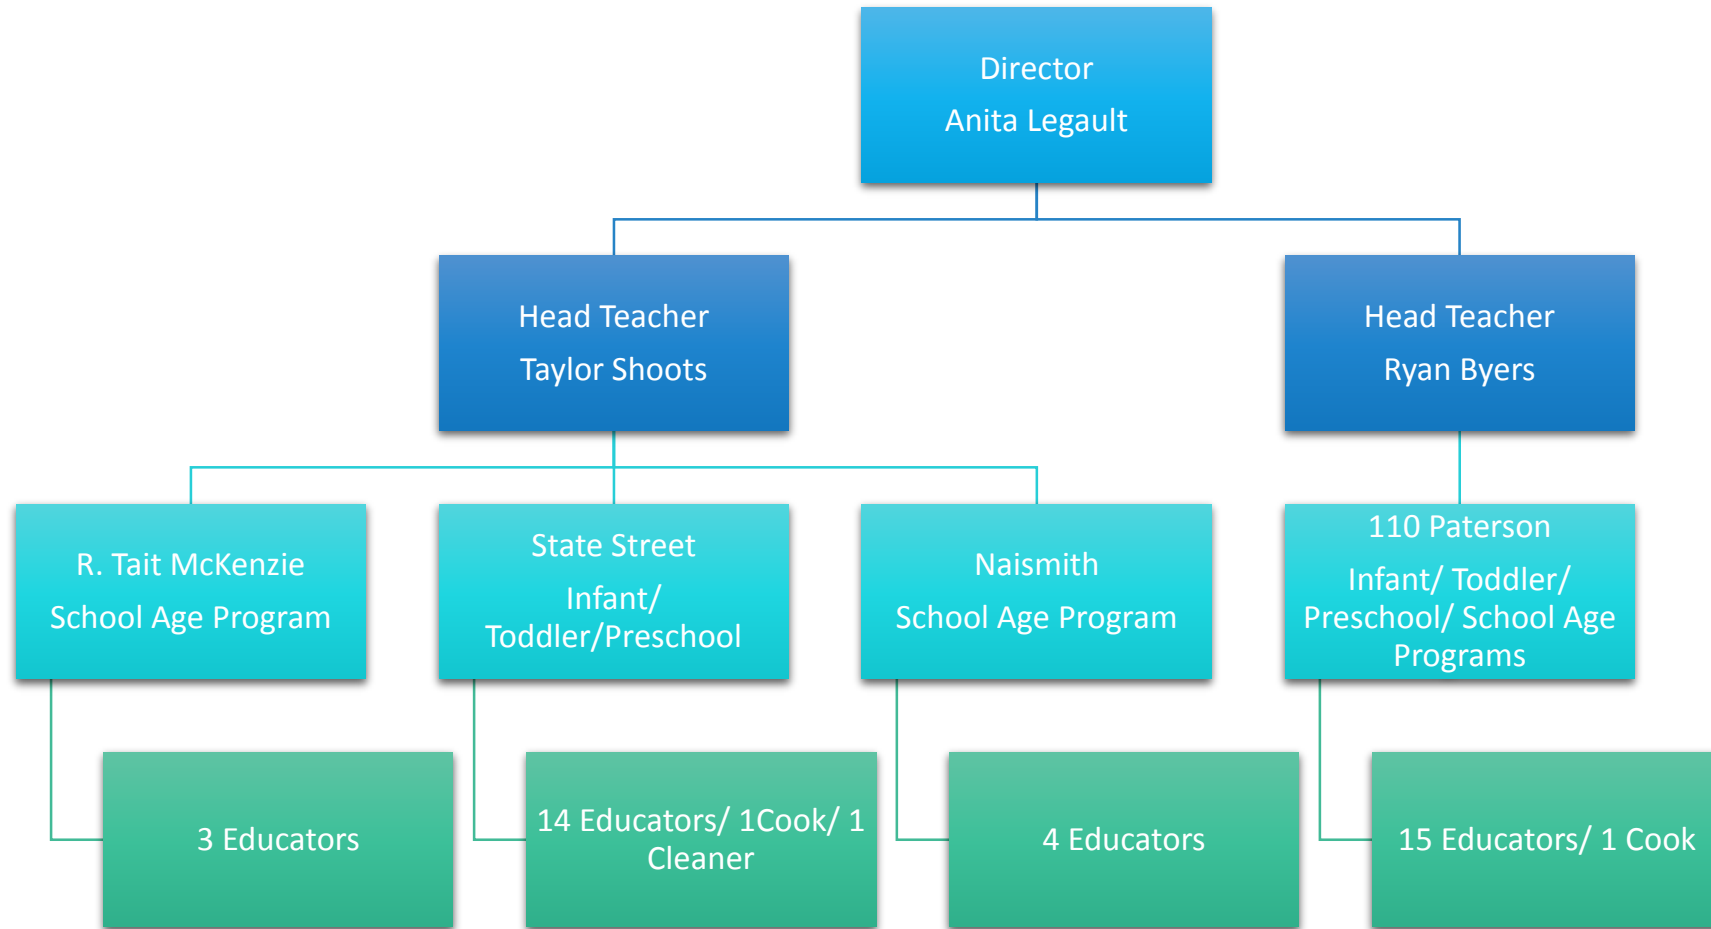 Director
Anita Legault
Head Teacher
Taylor Shoots
Head Teacher
Ryan Byers
R. Tait McKenzie
School Age Program
State Street
Infant/
Toddler/Preschool
Naismith
School Age Program
110 Paterson
Infant/ Toddler/
Preschool/ School Age
Programs
3 Educators
14 Educators/ 1Cook/ 1
Cleaner
4 Educators
15 Educators/ 1 Cook